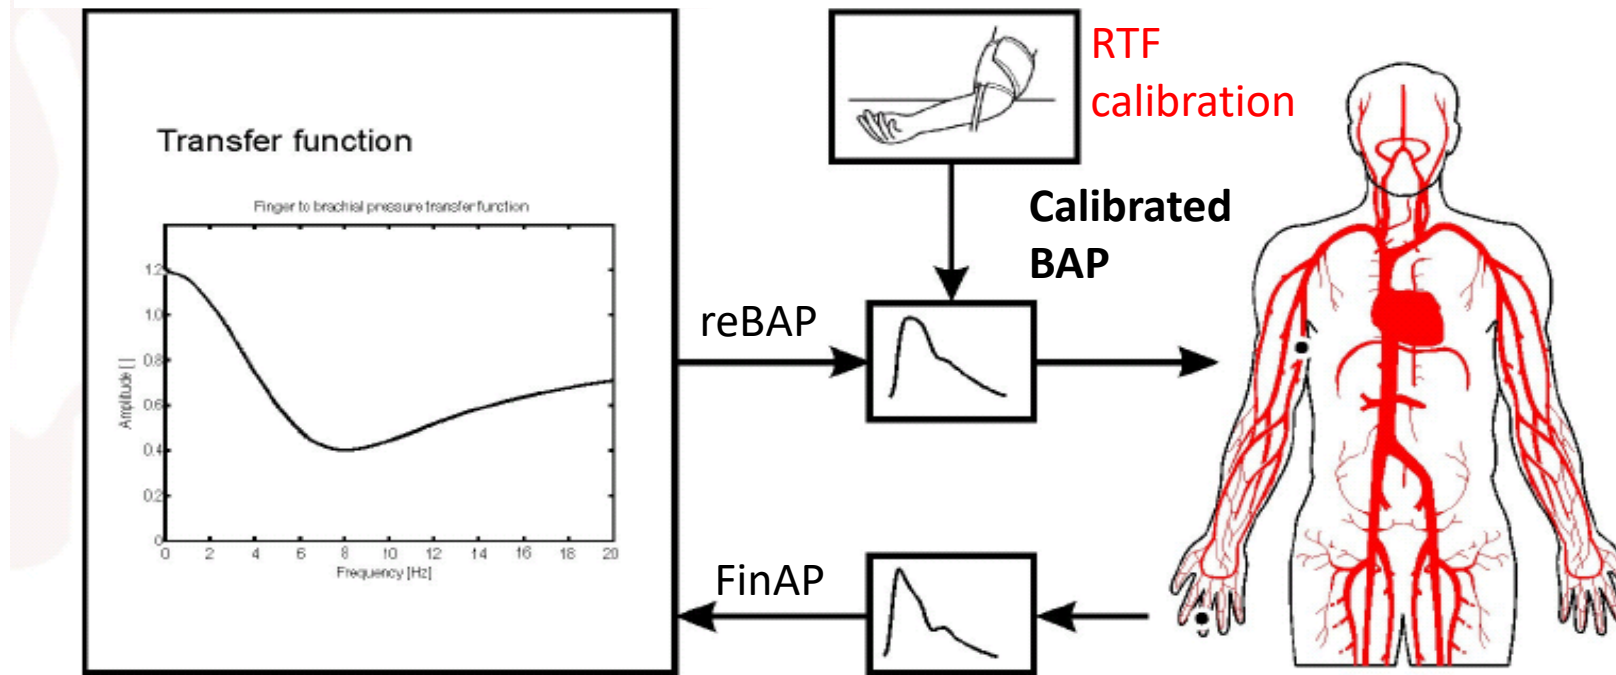 Transfer function
Finger to brachial pressure transfer function
1.2
1.0
0.8
0.6
0.4
0.2
0
Amplitude [ ]
0 2 4 6 8 10 12 14 16 18 20
Frequency [Hz]
RTF
calibration
Calibrated
BAP
reBAP
FinAP